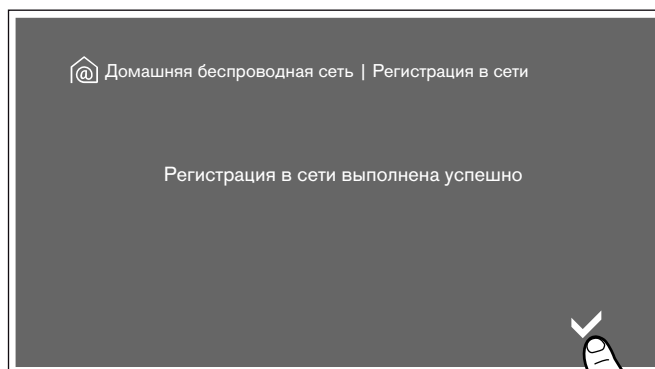 @ Домашняя беспроводная сеть | Регистрация в сети
Регистрация в сети выполнена успешно